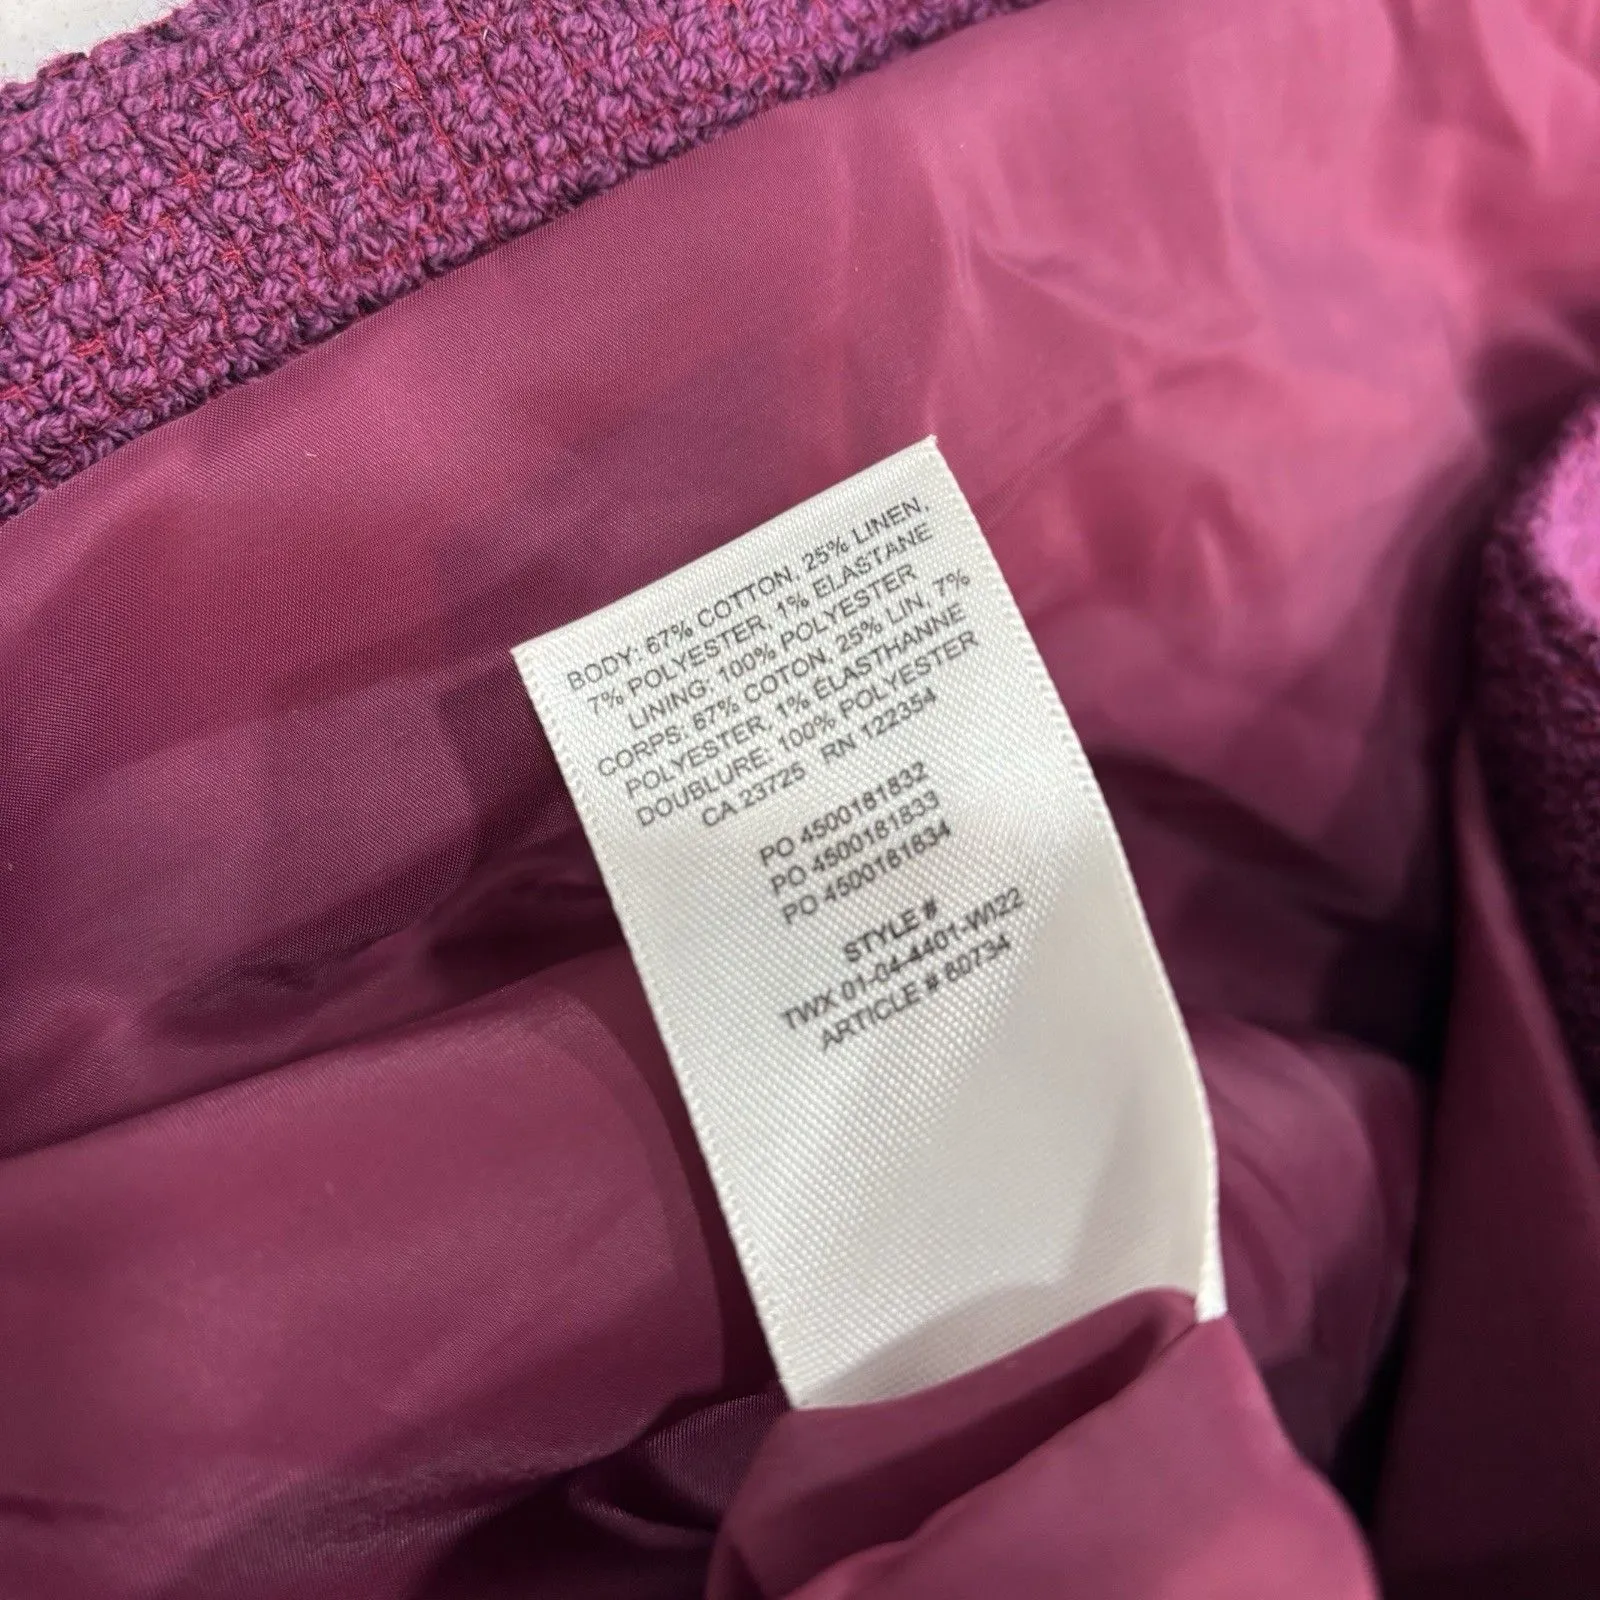 BODY: 67% COTTON, 25% LINEN,
7% POLYESTER, 1% ELASTANE
LINING: 100% POLYESTER
CORPS: 67% COTON, 25% LIN, 7%
POLYESTER, 1% ÉLASTHANNE
DOUBLURE: 100% POLYESTER
CA 23725 RN 122354
PO 4500181832
PO 4500181833
PO 4500181834
STYLE #
TWX 01-04-4401-WI22
ARTICLE # 80734